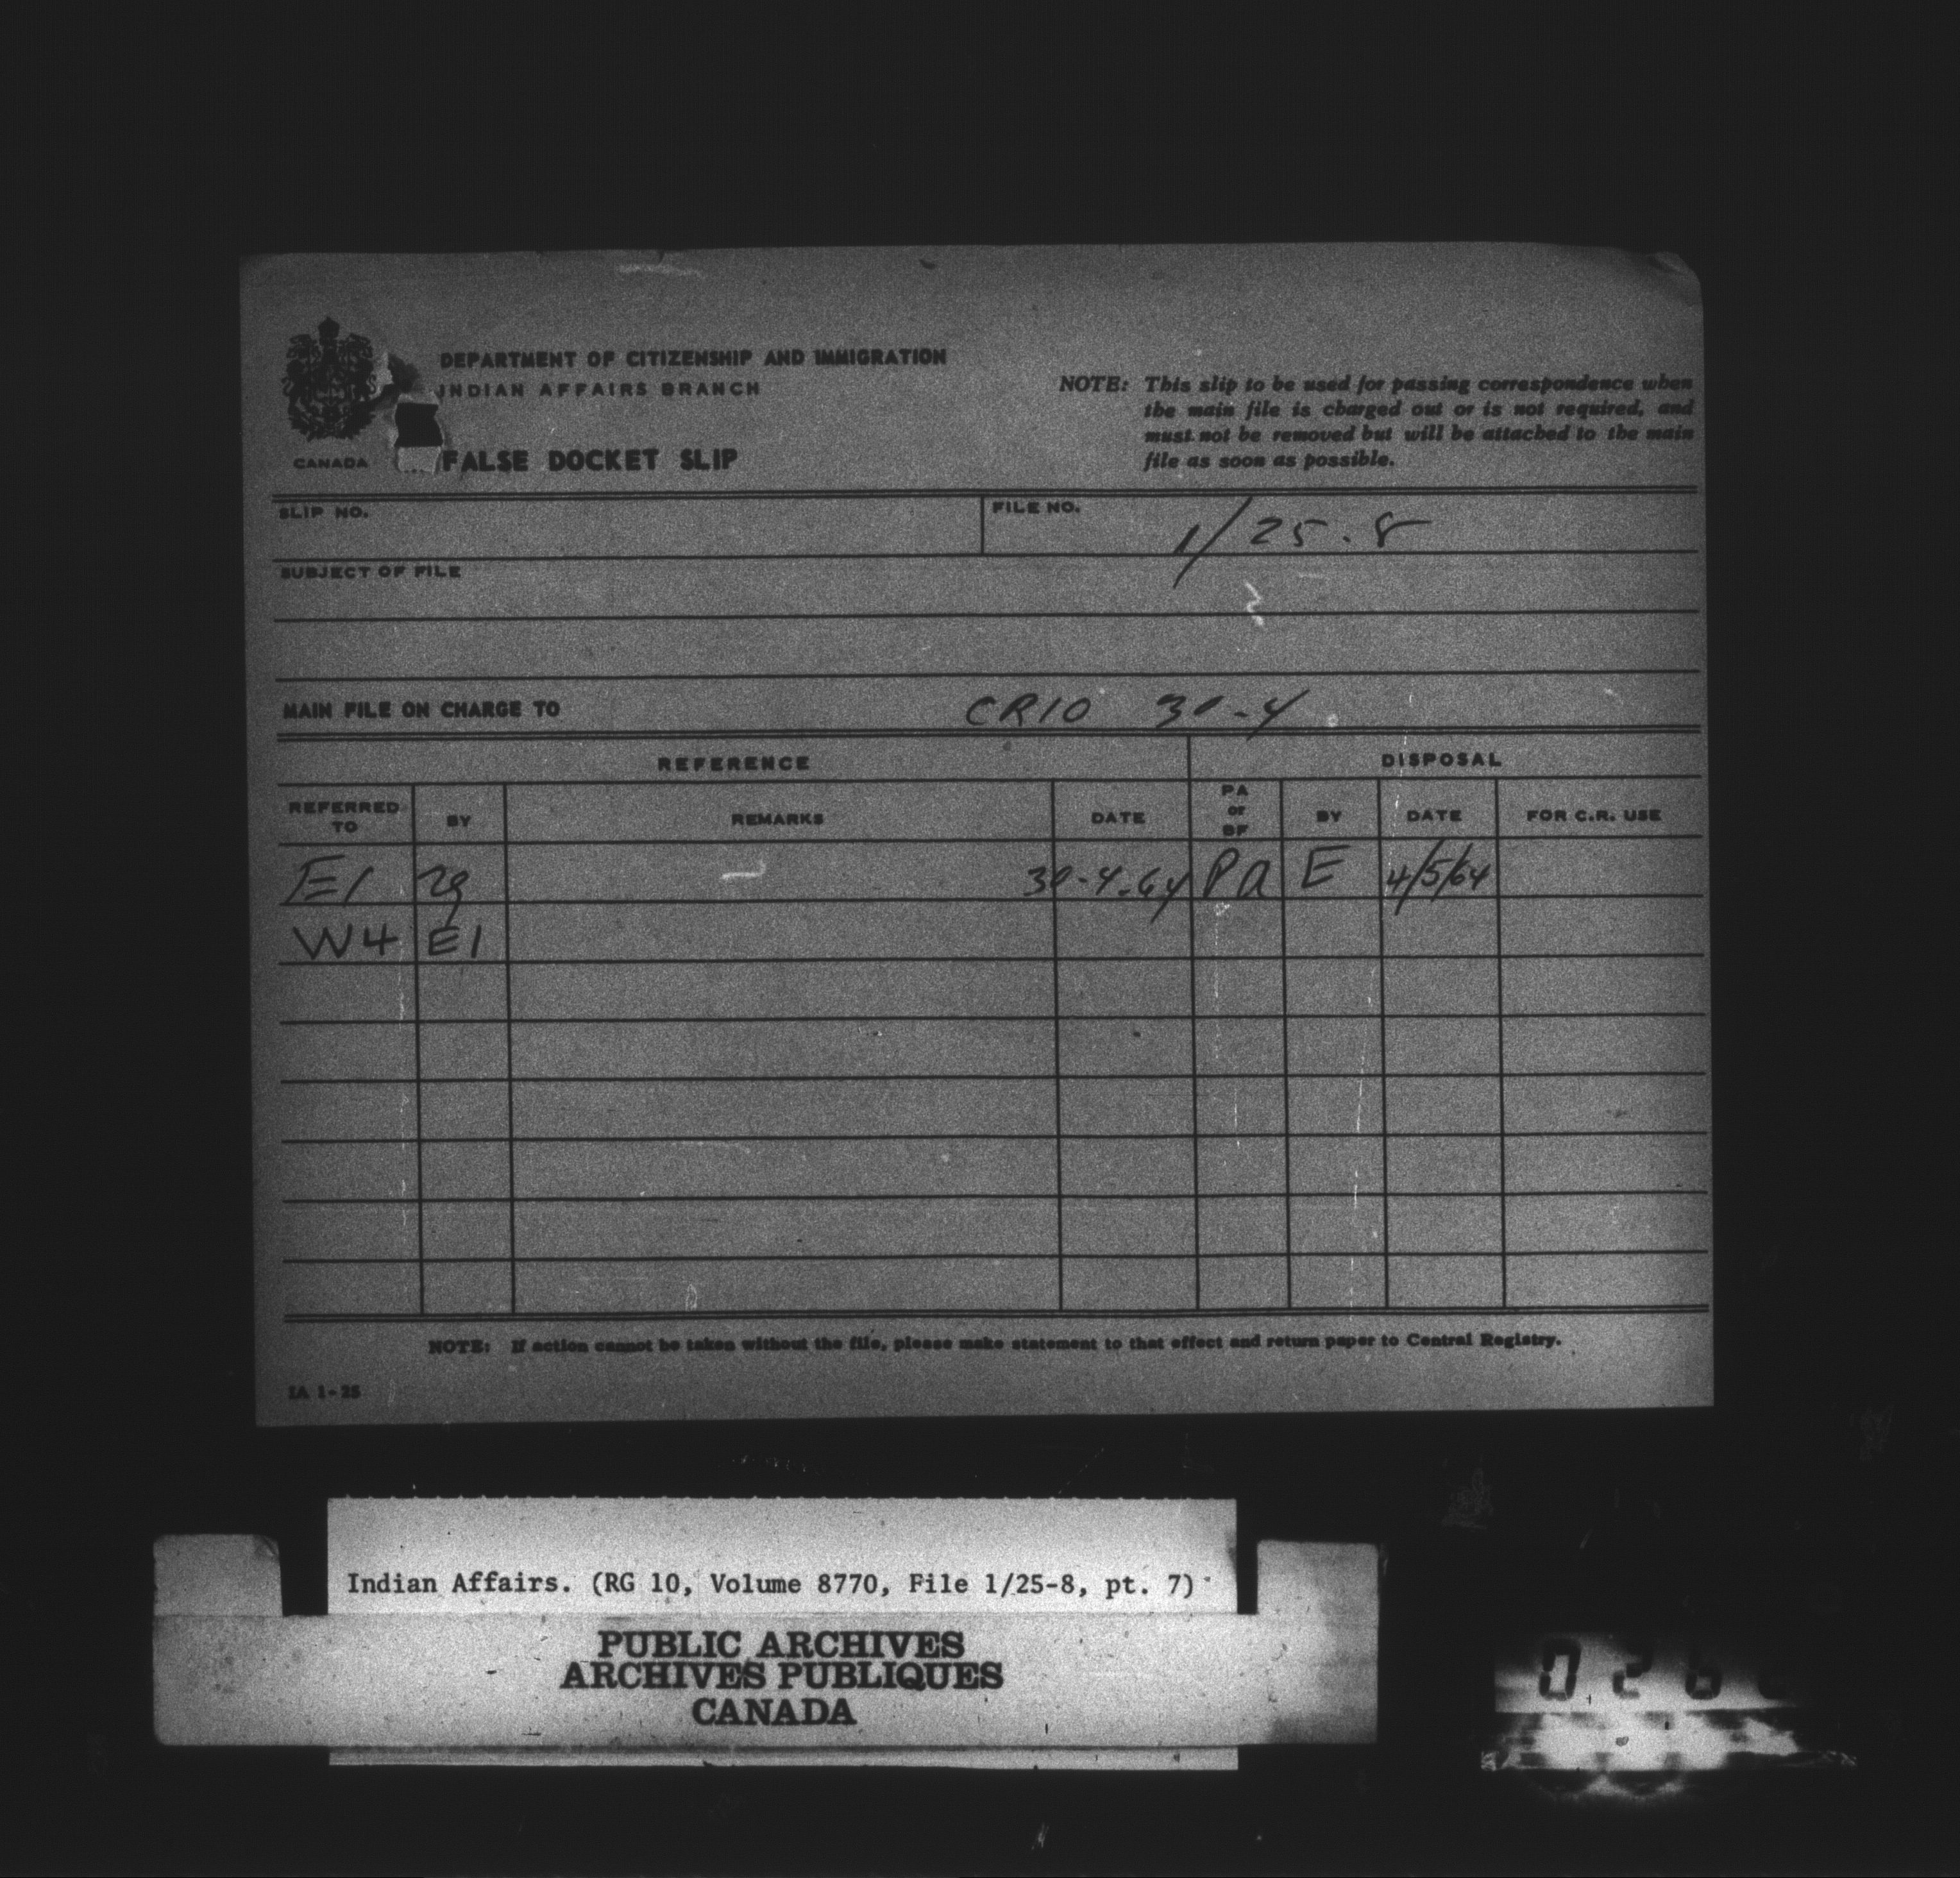 DEPARTMENT OF CITIZENSHIP AND IMMIGRATION
INDIAN AFFAIRS BRANCH
CANADA
FALSE DOCKET SLIP
NOTE: This slip to be used for passing correspondence when
the main file is charged out or is not required, and
must not be removed but will be attached to the main
file as soon as possible.
SLIP NO.
FILE NO. 1/25.8
SUBJECT OF FILE
MAIN FILE ON CHARGE TO CR10 30-4
REFERENCE DISPOSAL
REFERRED TO BY REMARKS DATE PA or BF BY DATE FOR C.R. USE
E1 30-4-64 PA E 4/5/64
W4 E1
NOTE: If action cannot be taken without the file, please make statement to that effect and return paper to Central Registry.
IA 1-25
Indian Affairs. (RG 10, Volume 8770, File 1/25-8, pt. 7)
PUBLIC ARCHIVES
ARCHIVES PUBLIQUES
CANADA
026